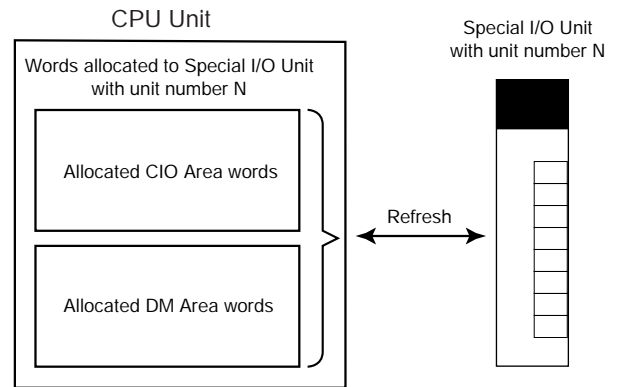 CPU Unit
Words allocated to Special I/O Unit
with unit number N
Allocated CIO Area words
Allocated DM Area words
Refresh
Special I/O Unit
with unit number N